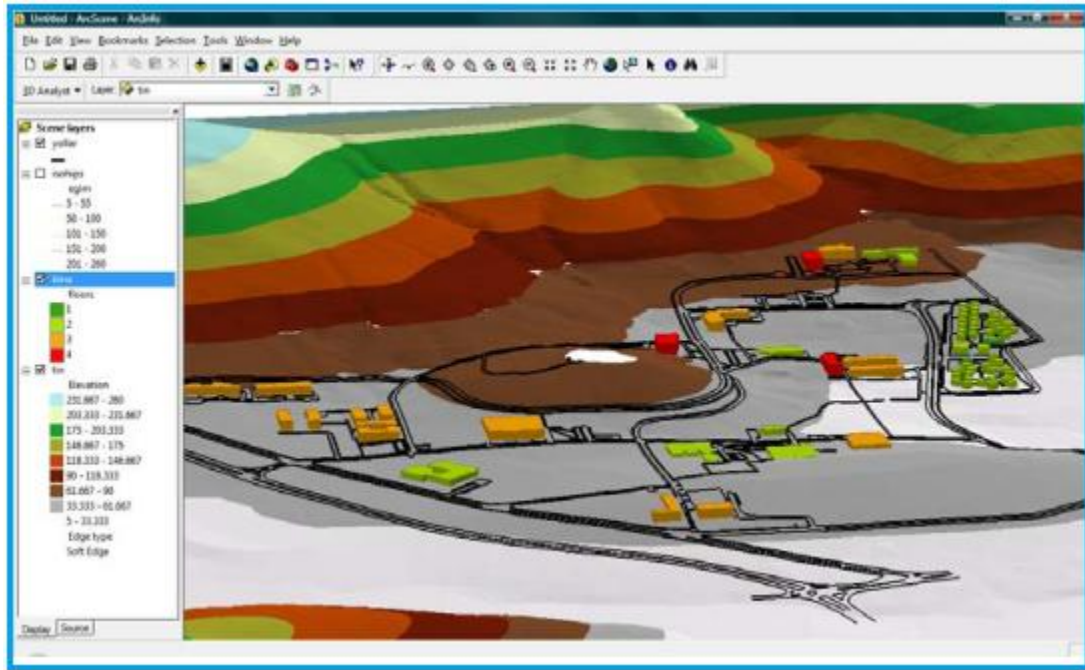 Untitled - ArcScene - ArcInfo
File Edit View Bookmarks Selection Tools Window Help
3D Analyst Layer: tin
Scene layers
yollar
isohips
5 - 55
56 - 100
101 - 150
151 - 200
201 - 260
floors
1
2
3
4
tin
Elevation
231.667 - 260
203.333 - 231.667
175 - 203.333
146.667 - 175
118.333 - 146.667
90 - 118.333
61.667 - 90
33.333 - 61.667
5 - 33.333
Edge type
Soft Edge
Display Source